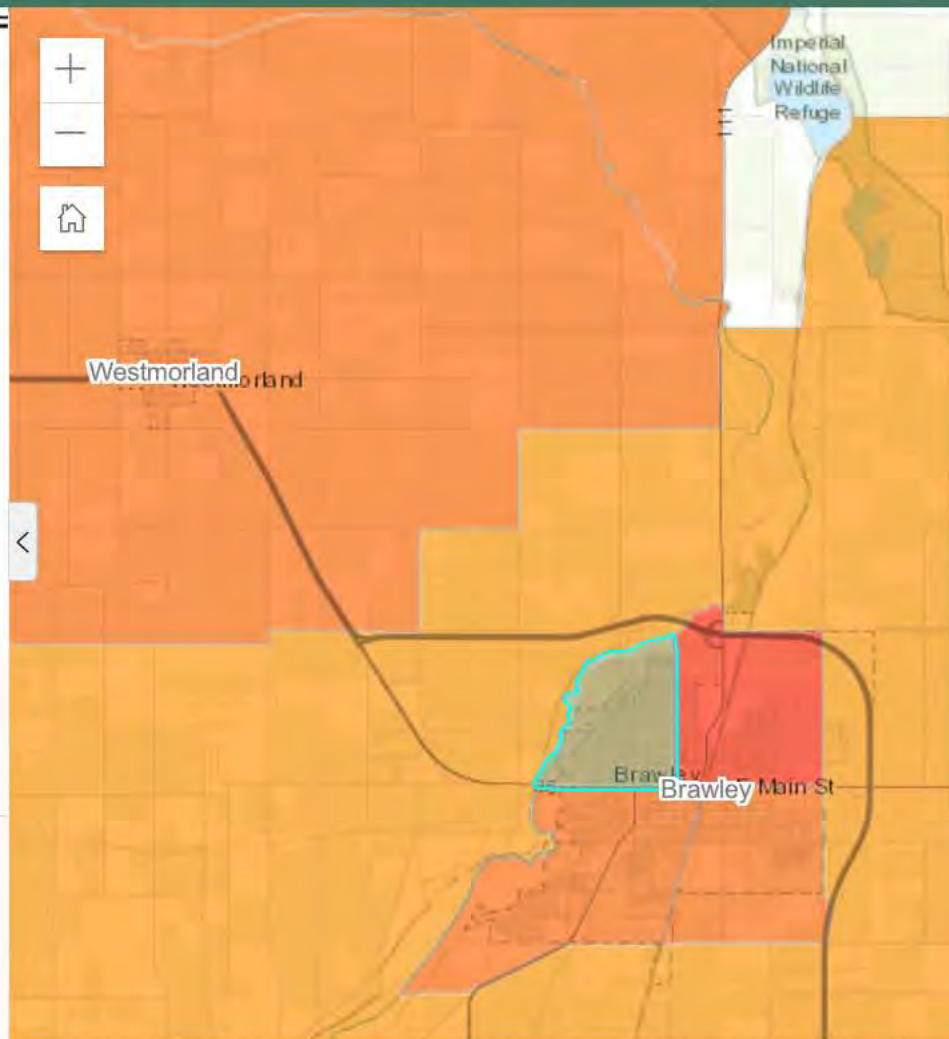 Imperial
National
Wildlife
Refuge
Westmorland
Westmorland
Brawley
Brawley
E Main St